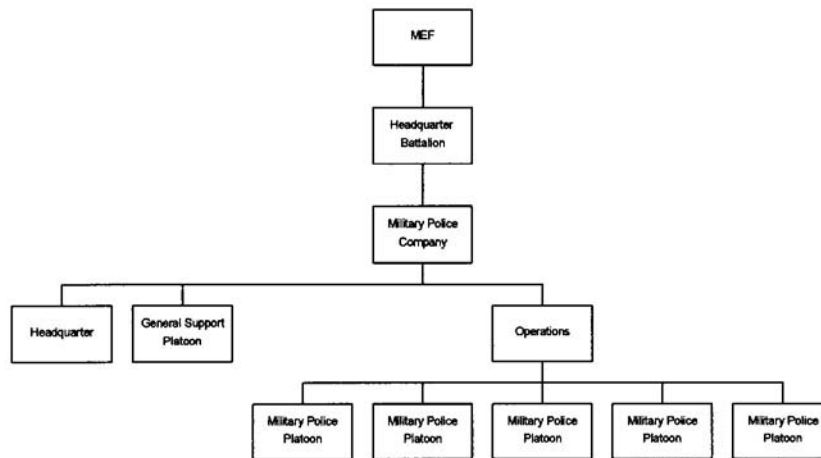 MEF
Headquarter
Battalion
Military Police
Company
Headquarter
General Support
Platoon
Operations
Military Police
Platoon
Military Police
Platoon
Military Police
Platoon
Military Police
Platoon
Military Police
Platoon